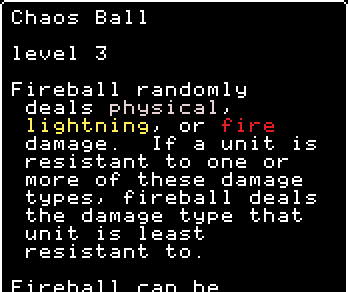 Chaos Ball
level 3
Fireball randomly
deals physical,
lightning, or fire
damage. If a unit is
resistant to one or
more of these damage
types, fireball deals
the damage type that
unit is least
resistant to.
Fireball can be